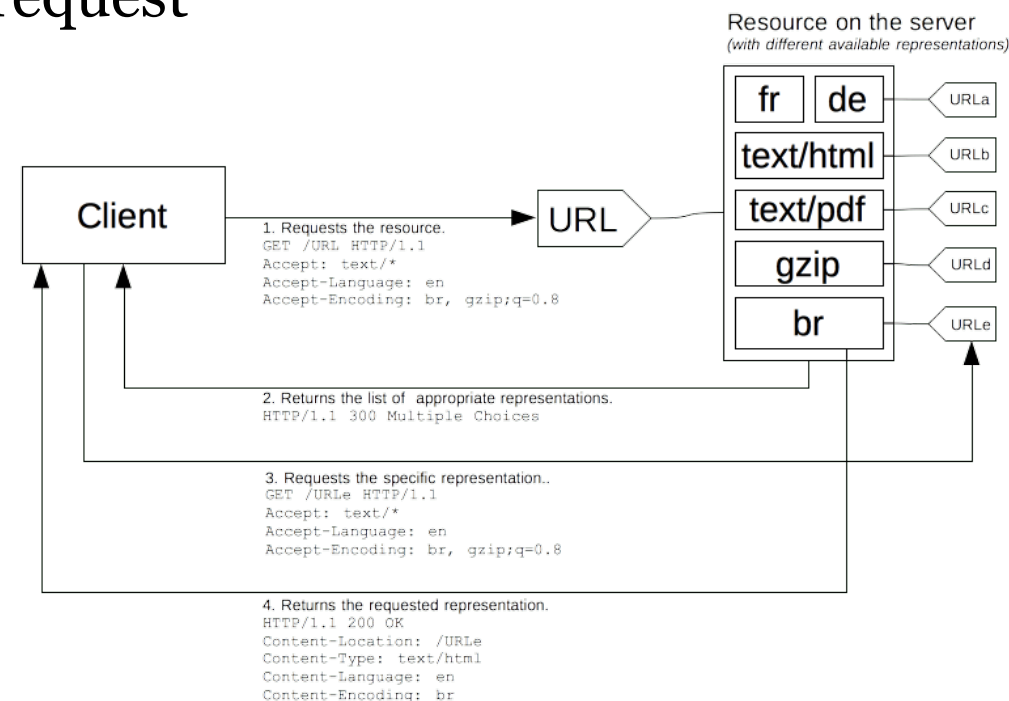 request
Resource on the server
(with different available representations)
fr
de
URLa
text/html
URLb
text/pdf
URLc
gzip
URLd
br
URLe
Client
URL
1. Requests the resource.
GET /URL HTTP/1.1
Accept: text/*
Accept-Language: en
Accept-Encoding: br, gzip;q=0.8
2. Returns the list of appropriate representations.
HTTP/1.1 300 Multiple Choices
3. Requests the specific representation..
GET /URLe HTTP/1.1
Accept: text/*
Accept-Language: en
Accept-Encoding: br, gzip;q=0.8
4. Returns the requested representation.
HTTP/1.1 200 OK
Content-Location: /URLe
Content-Type: text/html
Content-Language: en
Content-Encoding: br